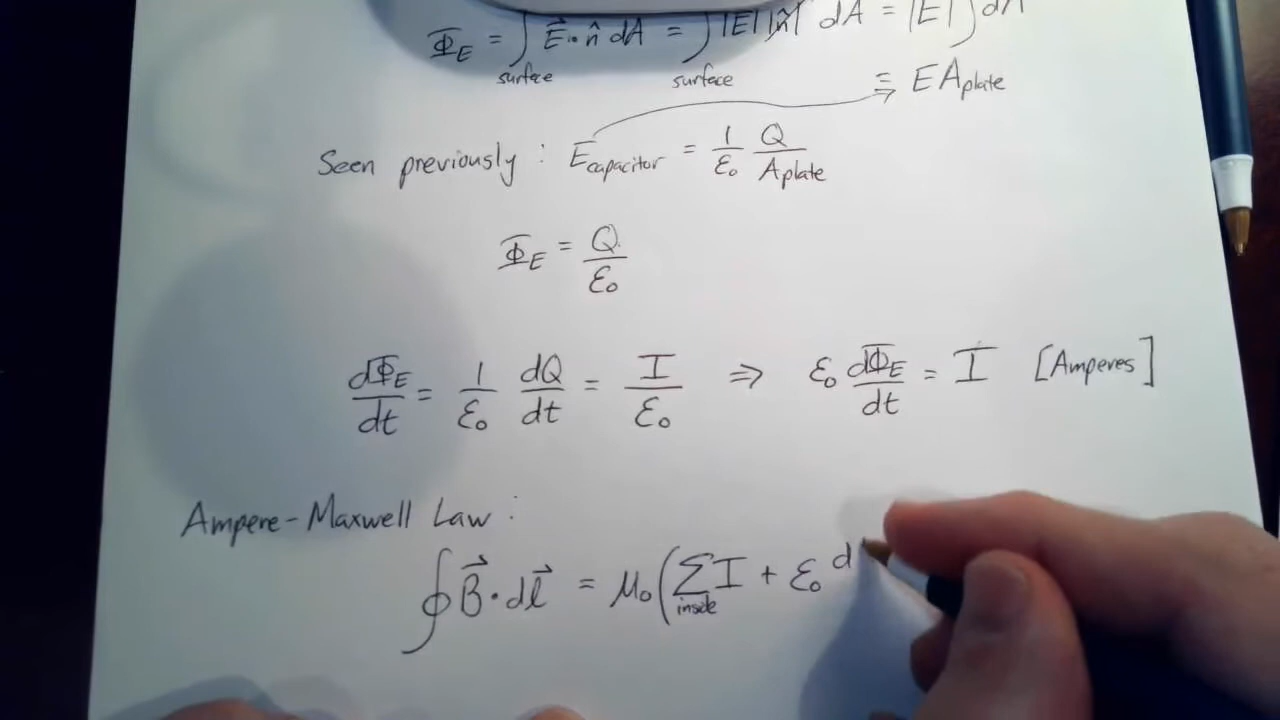 Φ_E = ∫ E⃗ · n̂ dA = ∫ |E||n̂| dA = |E| ∫ dA
surface surface
= E A_plate
Seen previously : E_capacitor = 1/ε₀ Q/A_plate
Φ_E = Q/ε₀
dΦ_E/dt = 1/ε₀ dQ/dt = I/ε₀ ⇒ ε₀ dΦ_E/dt = I [Amperes]
Ampere-Maxwell Law :
∮ B⃗ · dl⃗ = μ₀ ( Σ_inside I + ε₀ d